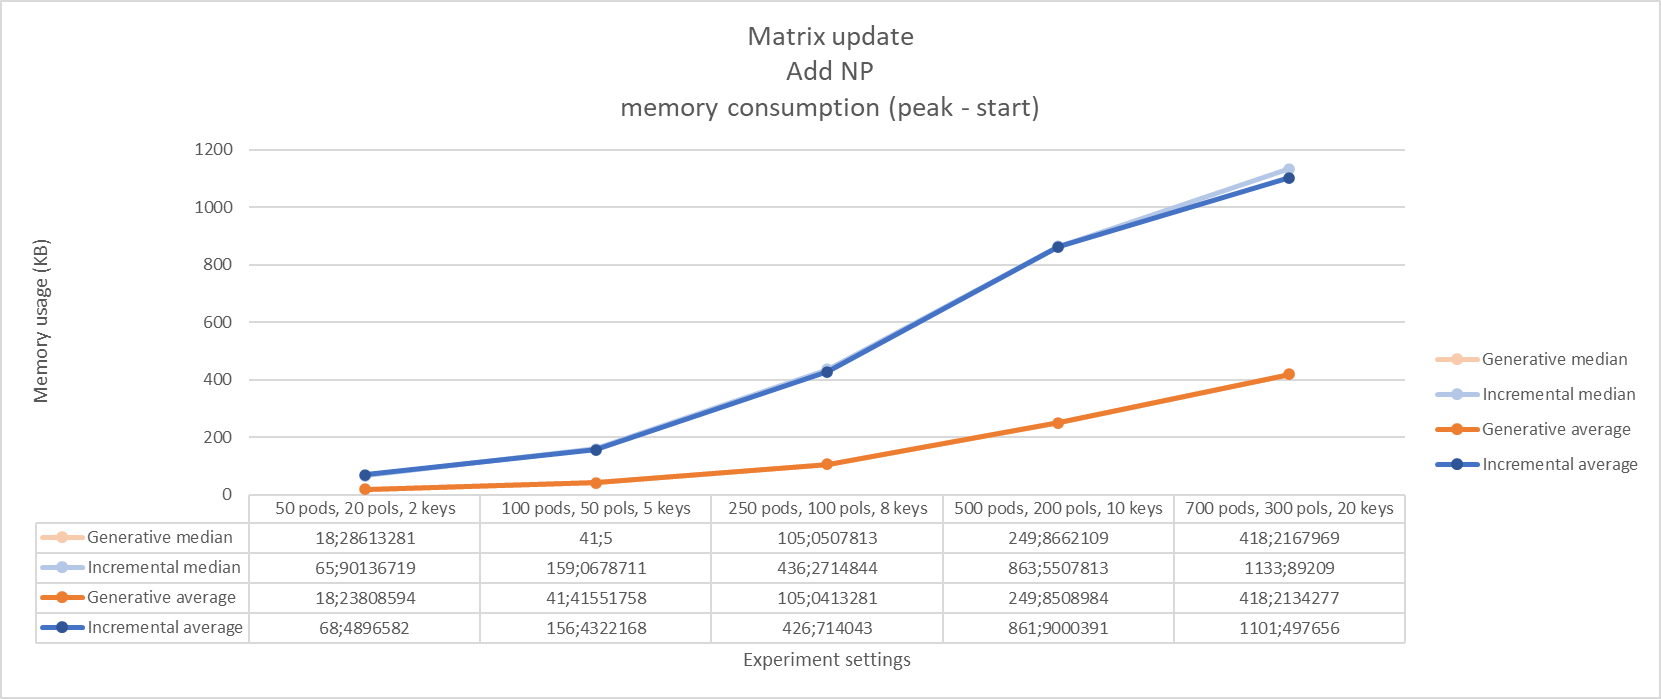 Matrix update
Add NP
memory consumption (peak - start)
Memory usage (KB)
1200
1000
800
600
400
200
0
50 pods, 20 pols, 2 keys 100 pods, 50 pols, 5 keys 250 pods, 100 pols, 8 keys 500 pods, 200 pols, 10 keys 700 pods, 300 pols, 20 keys
Generative median 18;28613281 41;5 105;0507813 249;8662109 418;2167969
Incremental median 65;90136719 159;0678711 436;2714844 863;5507813 1133;89209
Generative average 18;23808594 41;41551758 105;0413281 249;8508984 418;2134277
Incremental average 68;4896582 156;4322168 426;714043 861;9000391 1101;497656
Experiment settings
Generative median
Incremental median
Generative average
Incremental average